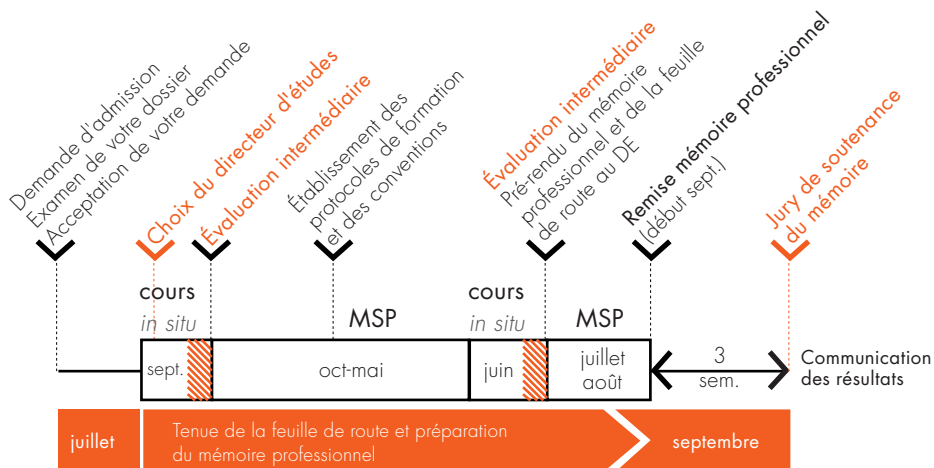 Demande d'admission
Examen de votre dossier
Acceptation de votre demande
Choix du directeur d'études
Évaluation intermédiaire
Établissement des
protocoles de formation
et des conventions
Évaluation intermédiaire
Pré-rendu du mémoire
professionnel et de la feuille
de route au DE
Remise mémoire professionnel
(début sept.)
Jury de soutenance
du mémoire
cours
in situ
MSP
cours
in situ
MSP
sept.
oct-mai
juin
juillet
août
3
sem.
Communication
des résultats
juillet
Tenue de la feuille de route et préparation
du mémoire professionnel
septembre